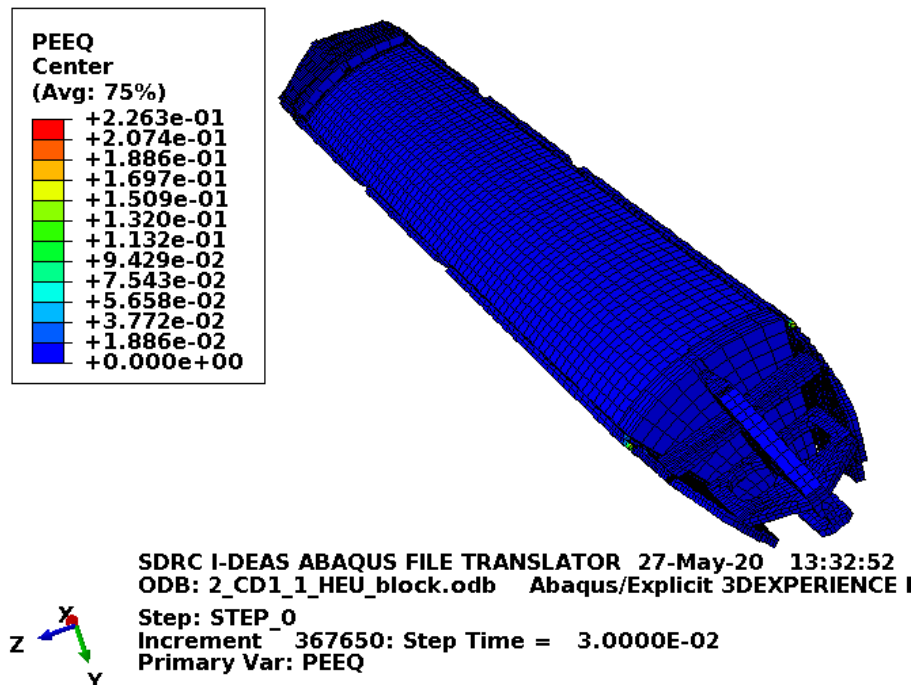 PEEQ
Center
(Avg: 75%)
+2.263e-01
+2.074e-01
+1.886e-01
+1.697e-01
+1.509e-01
+1.320e-01
+1.132e-01
+9.429e-02
+7.543e-02
+5.658e-02
+3.772e-02
+1.886e-02
+0.000e+00
SDRC I-DEAS ABAQUS FILE TRANSLATOR 27-May-20 13:32:52
ODB: 2_CD1_1_HEU_block.odb Abaqus/Explicit 3DEXPERIENCE
Step: STEP_0
Increment 367650: Step Time = 3.0000E-02
Primary Var: PEEQ
X
Z
Y